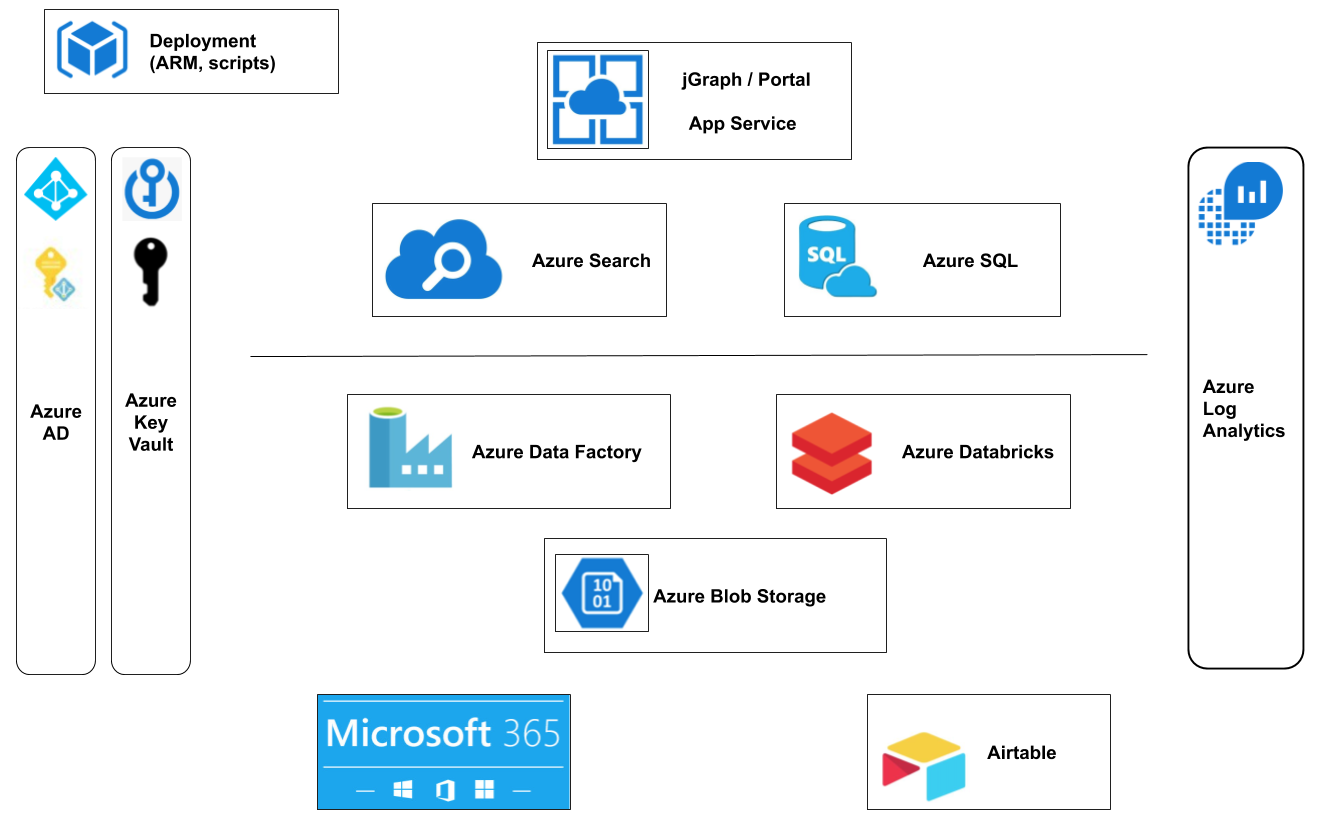 Deployment
(ARM, scripts)
jGraph / Portal
App Service
Azure Search
SQL
Azure SQL
Azure
AD
Azure
Key
Vault
Azure
Log
Analytics
Azure Data Factory
Azure Databricks
10
01
Azure Blob Storage
Microsoft 365
Airtable